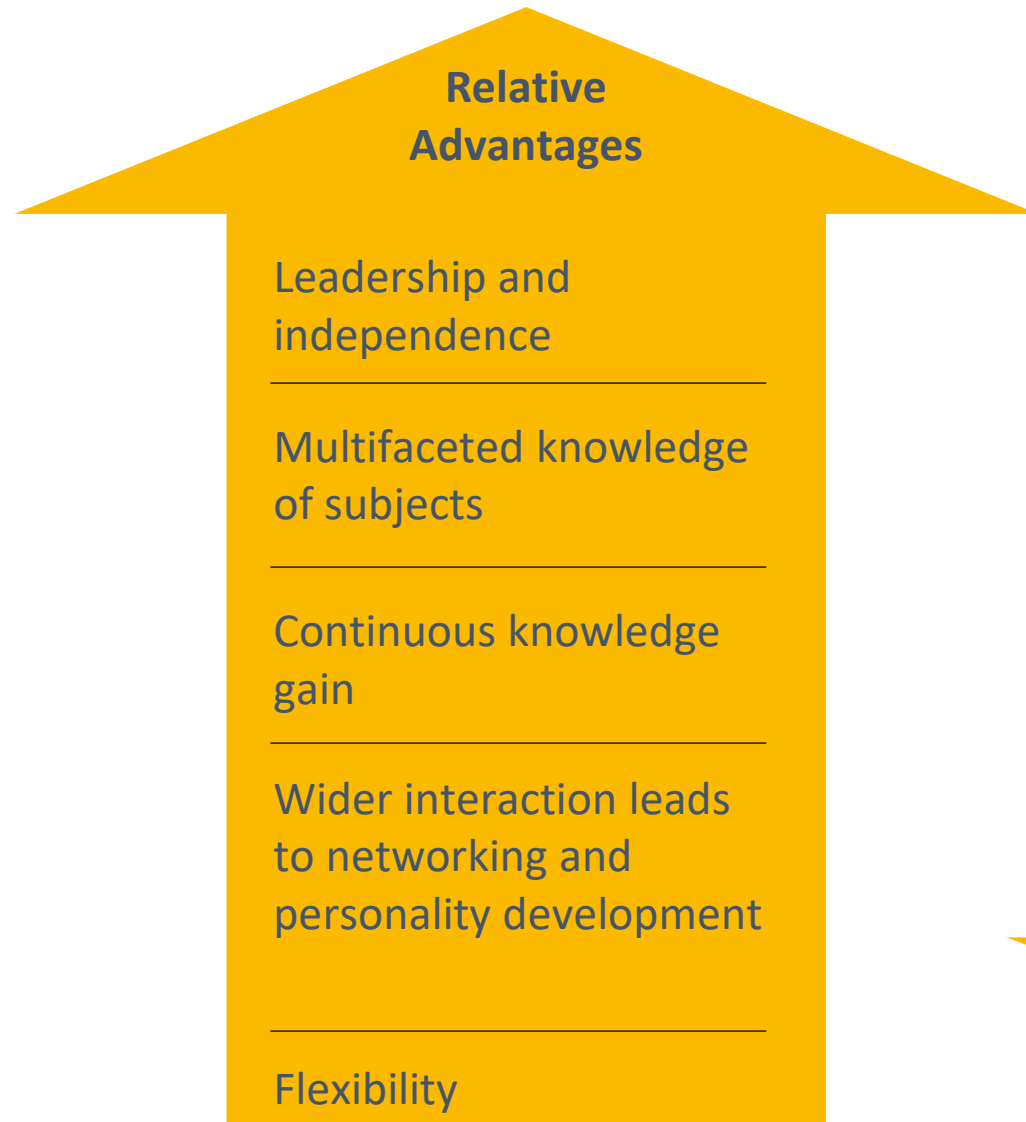 Relative
Advantages
Leadership and
independence
Multifaceted knowledge
of subjects
Continuous knowledge
gain
Wider interaction leads
to networking and
personality development
Flexibility